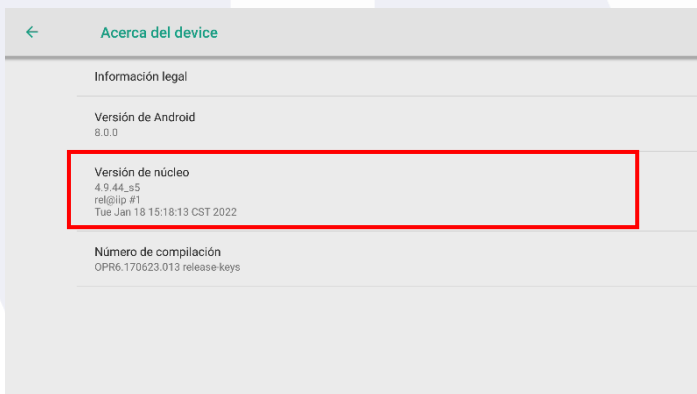 Acerca del device
Información legal
Versión de Android
8.0.0
Versión de núcleo
4.9.44_s5
rel@iip #1
Tue Jan 18 15:18:13 CST 2022
Número de compilación
OPR6.170623.013 release-keys